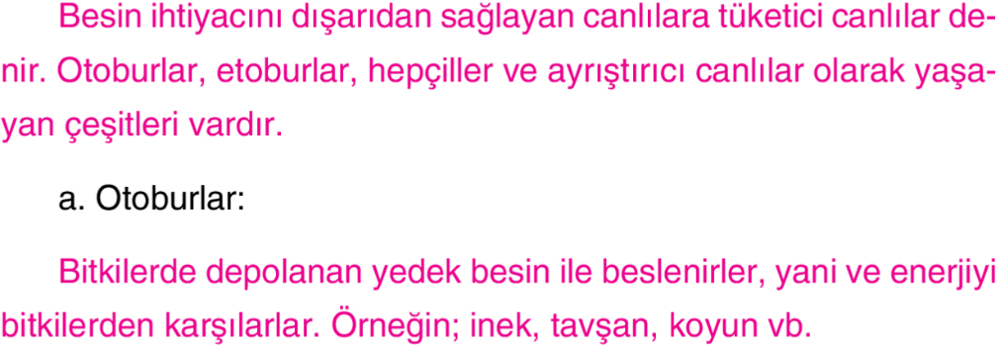 Besin ihtiyacını dışarıdan sağlayan canlılara tüketici canlılar de-
nir. Otoburlar, etoburlar, hepçiller ve ayrıştırıcı canlılar olarak yaşa-
yan çeşitleri vardır.
a. Otoburlar:
Bitkilerde depolanan yedek besin ile beslenirler, yani ve enerjiyi
bitkilerden karşılarlar. Örneğin; inek, tavşan, koyun vb.